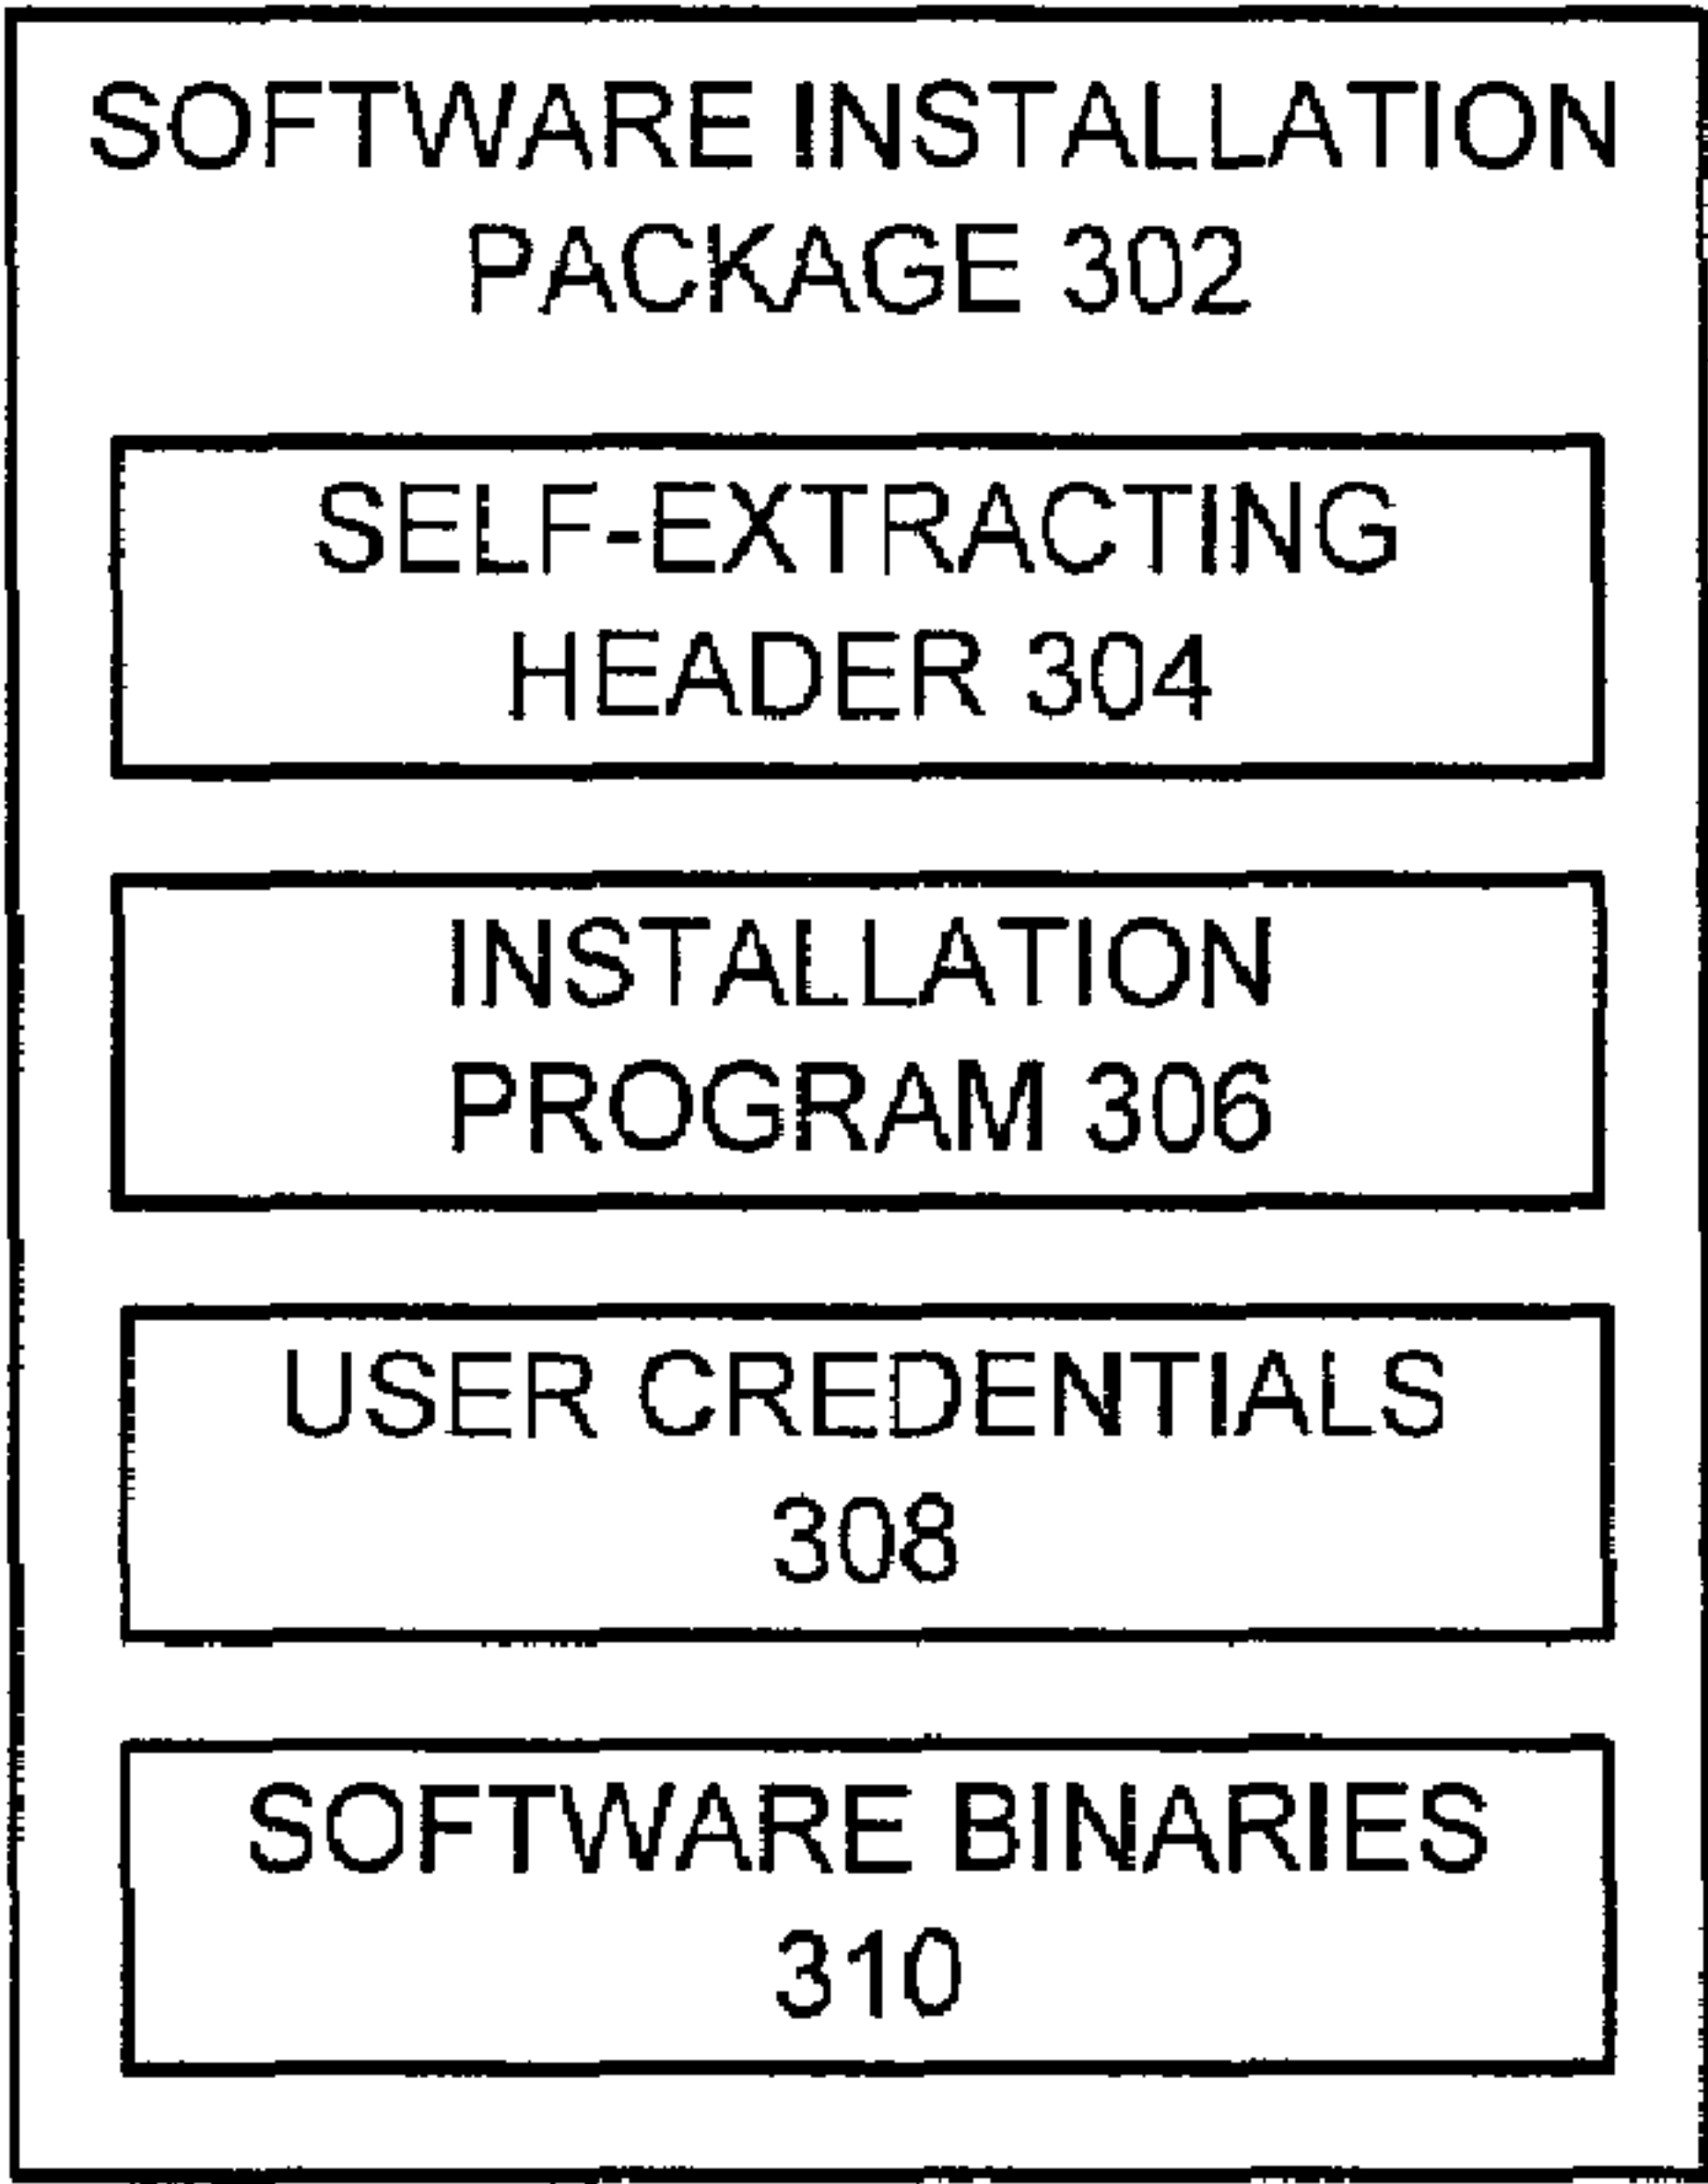 SOFTWARE INSTALLATION
PACKAGE 302
SELF-EXTRACTING
HEADER 304
INSTALLATION
PROGRAM 306
USER CREDENTIALS
308
SOFTWARE BINARIES
310